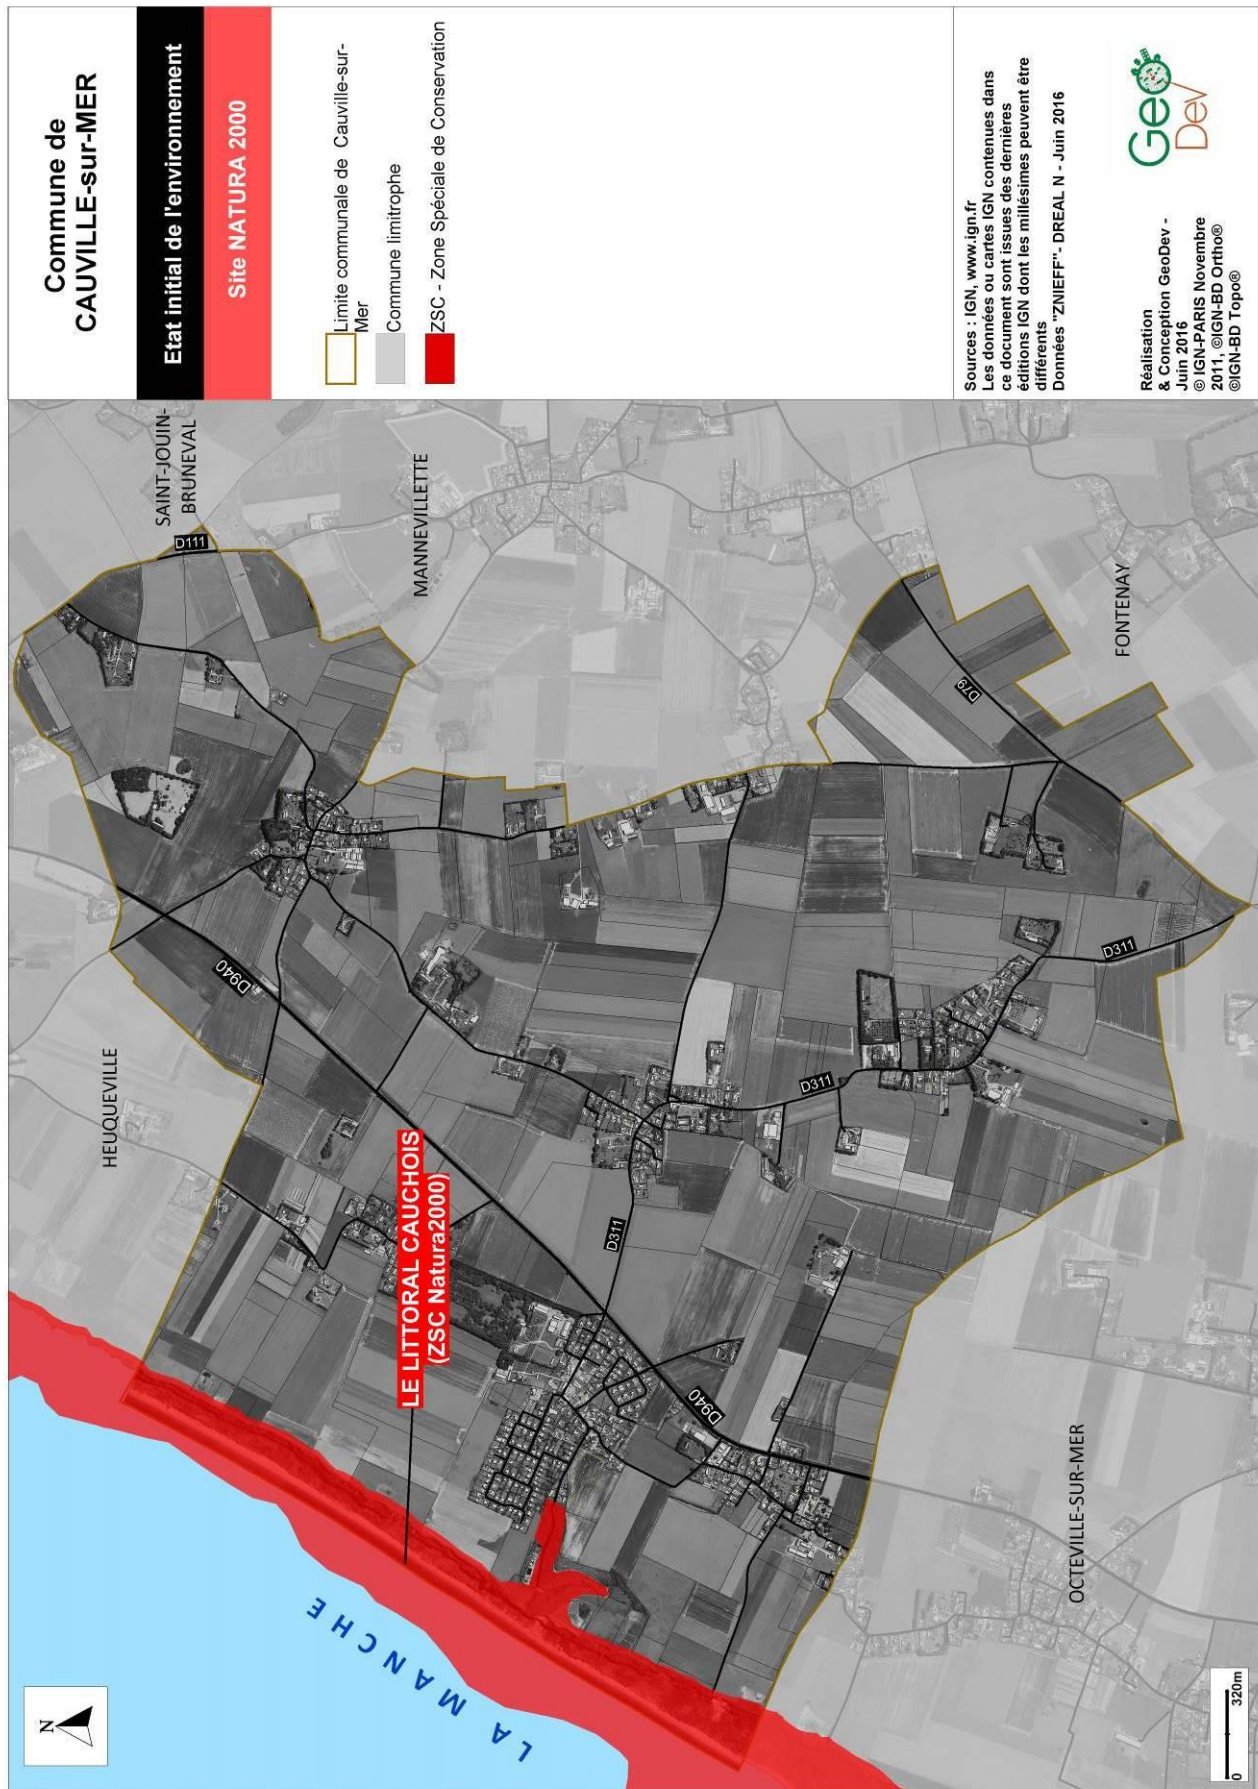 Commune de
CAUVILLE-sur-MER
Etat initial de l'environnement
Site NATURA 2000
Limite communale de Cauville-sur-
Mer
Commune limitrophe
ZSC - Zone Spéciale de Conservation
Sources : IGN, www.ign.fr
Les données ou cartes IGN contenues dans
ce document sont issues des dernières
éditions IGN dont les millésimes peuvent être
différents
Données "ZNIEFF"- DREAL N - Juin 2016
Réalisation
& Conception GeoDev -
Juin 2016
© IGN-PARIS Novembre
2011, ©IGN-BD Ortho®
©IGN-BD Topo®
GeO
Dev
SAINT-JOUIN-
BRUNEVAL
D111
MANNEVILLETTE
HEUQUEVILLE
D940
D79
FONTENAY
D311
D311
LE LITTORAL CAUCHOIS
(ZSC Natura2000)
D311
D940
LA MANCHE
OCTEVILLE-SUR-MER
N
0 320m